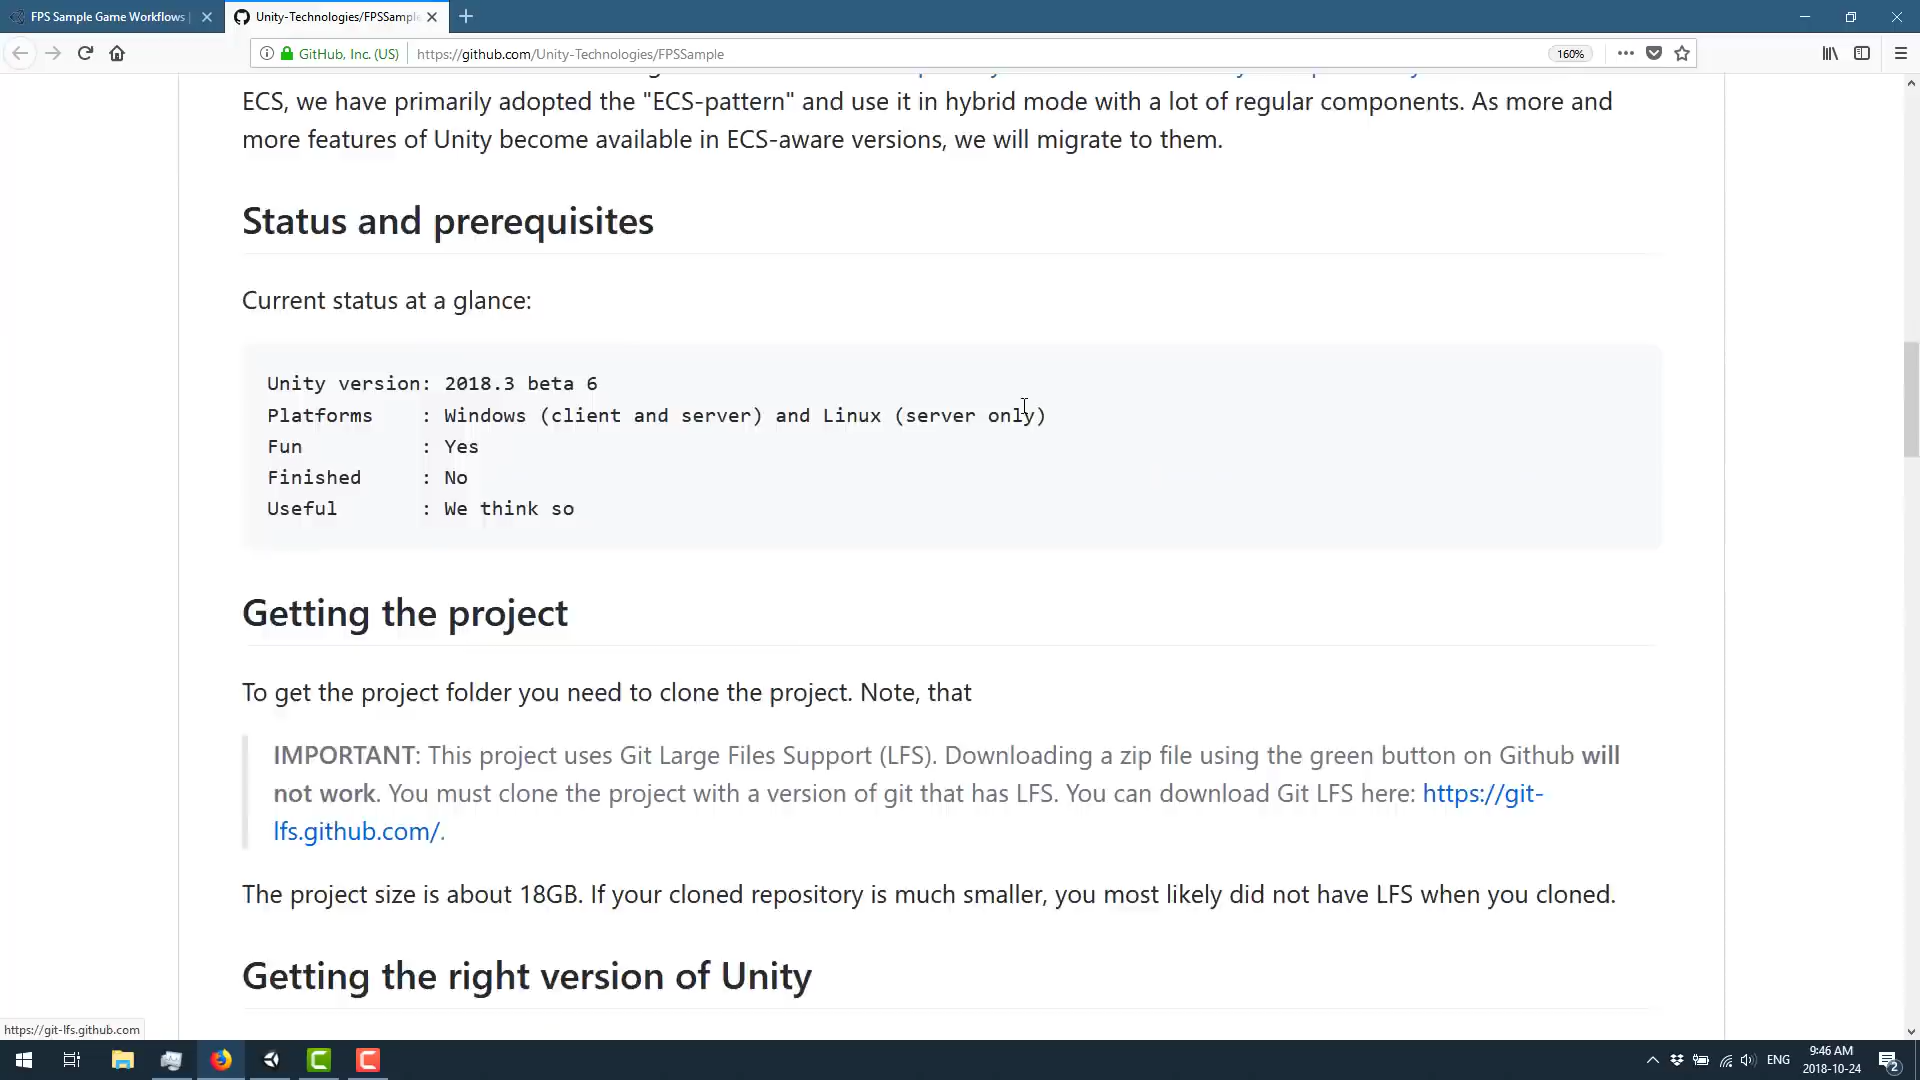 FPS Sample Game Workflows
Unity-Technologies/FPSSample
GitHub, Inc. (US)
https://github.com/Unity-Technologies/FPSSample
160%
ECS, we have primarily adopted the "ECS-pattern" and use it in hybrid mode with a lot of regular components. As more and
more features of Unity become available in ECS-aware versions, we will migrate to them.
Status and prerequisites
Current status at a glance:
Unity version: 2018.3 beta 6
Platforms : Windows (client and server) and Linux (server only)
Fun : Yes
Finished : No
Useful : We think so
Getting the project
To get the project folder you need to clone the project. Note, that
IMPORTANT: This project uses Git Large Files Support (LFS). Downloading a zip file using the green button on Github will
not work. You must clone the project with a version of git that has LFS. You can download Git LFS here: https://git-
lfs.github.com/.
The project size is about 18GB. If your cloned repository is much smaller, you most likely did not have LFS when you cloned.
Getting the right version of Unity
https://git-lfs.github.com
ENG
9:46 AM
2018-10-24
2